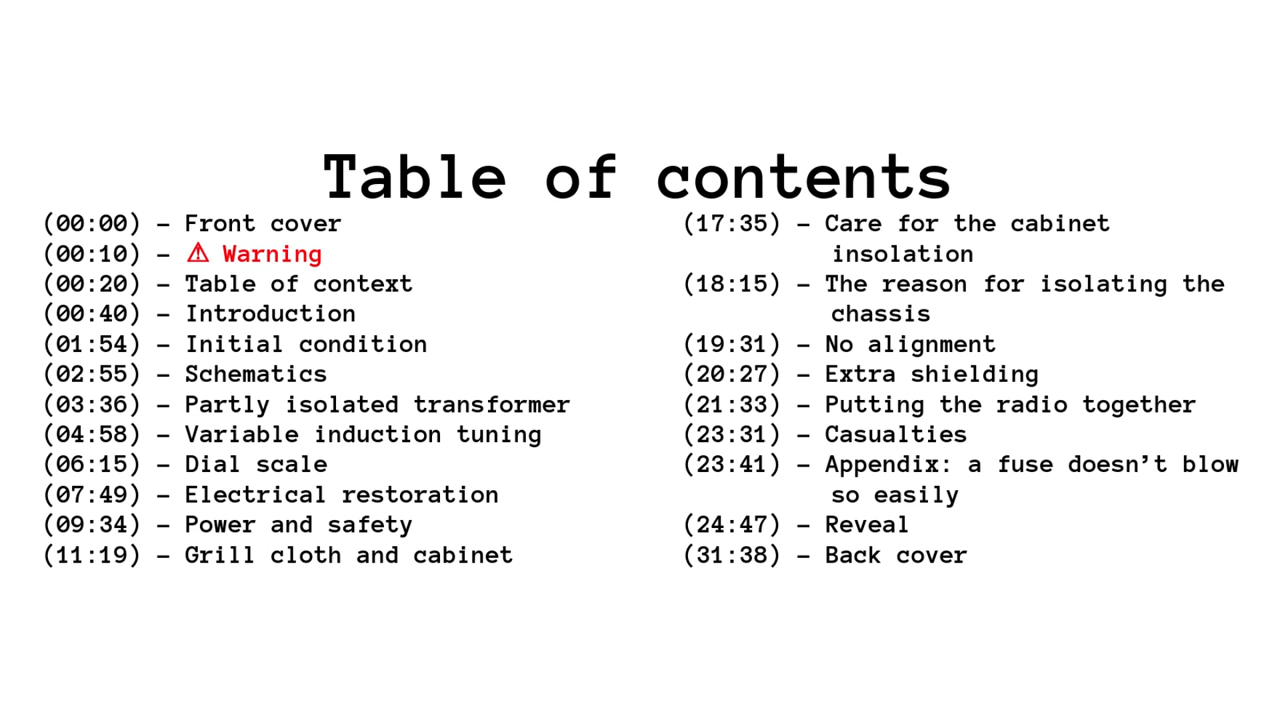 Table of contents
(00:00) – Front cover
(00:10) – ⚠ Warning
(00:20) – Table of context
(00:40) – Introduction
(01:54) – Initial condition
(02:55) – Schematics
(03:36) – Partly isolated transformer
(04:58) – Variable induction tuning
(06:15) – Dial scale
(07:49) – Electrical restoration
(09:34) – Power and safety
(11:19) – Grill cloth and cabinet
(17:35) – Care for the cabinet
insolation
(18:15) – The reason for isolating the
chassis
(19:31) – No alignment
(20:27) – Extra shielding
(21:33) – Putting the radio together
(23:31) – Casualties
(23:41) – Appendix: a fuse doesn’t blow
so easily
(24:47) – Reveal
(31:38) – Back cover